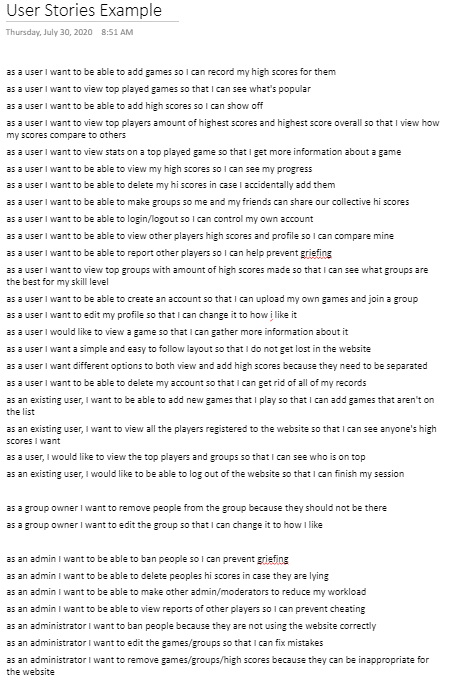 User Stories Example
Thursday, July 30, 2020 8:51 AM
as a user I want to be able to add games so I can record my high scores for them
as a user I want to view top played games so that I can see what's popular
as a user I want to be able to add high scores so I can show off
as a user I want to view top players amount of highest scores and highest score overall so that I view how
my scores compare to others
as a user I want to view stats on a top played game so that I get more information about a game
as a user I want to be able to view my high scores so I can see my progress
as a user I want to be able to delete my hi scores in case I accidentally add them
as a user I want to be able to make groups so me and my friends can share our collective hi scores
as a user I want to be able to login/logout so I can control my own account
as a user I want to be able to view other players high scores and profile so I can compare mine
as a user I want to be able to report other players so I can help prevent griefing
as a user I want to view top groups with amount of high scores made so that I can see what groups are
the best for my skill level
as a user I want to be able to create an account so that I can upload my own games and join a group
as a user I want to edit my profile so that I can change it to how i like it
as a user I would like to view a game so that I can gather more information about it
as a user I want a simple and easy to follow layout so that I do not get lost in the website
as a user I want different options to both view and add high scores because they need to be separated
as a user I want to be able to delete my account so that I can get rid of all of my records
as an existing user, I want to be able to add new games that I play so that I can add games that aren't on
the list
as an existing user, I want to view all the players registered to the website so that I can see anyone's high
scores I want
as a user, I would like to view the top players and groups so that I can see who is on top
as an existing user, I would like to be able to log out of the website so that I can finish my session
as a group owner I want to remove people from the group because they should not be there
as a group owner I want to edit the group so that I can change it to how I like
as an admin I want to be able to ban people so I can prevent griefing
as an admin I want to be able to delete peoples hi scores in case they are lying
as an admin I want to be able to make other admin/moderators to reduce my workload
as an admin I want to be able to view reports of other players so I can prevent cheating
as an administrator I want to ban people because they are not using the website correctly
as an administrator I want to edit the games/groups so that I can fix mistakes
as an administrator I want to remove games/groups/high scores because they can be inappropriate for
the website